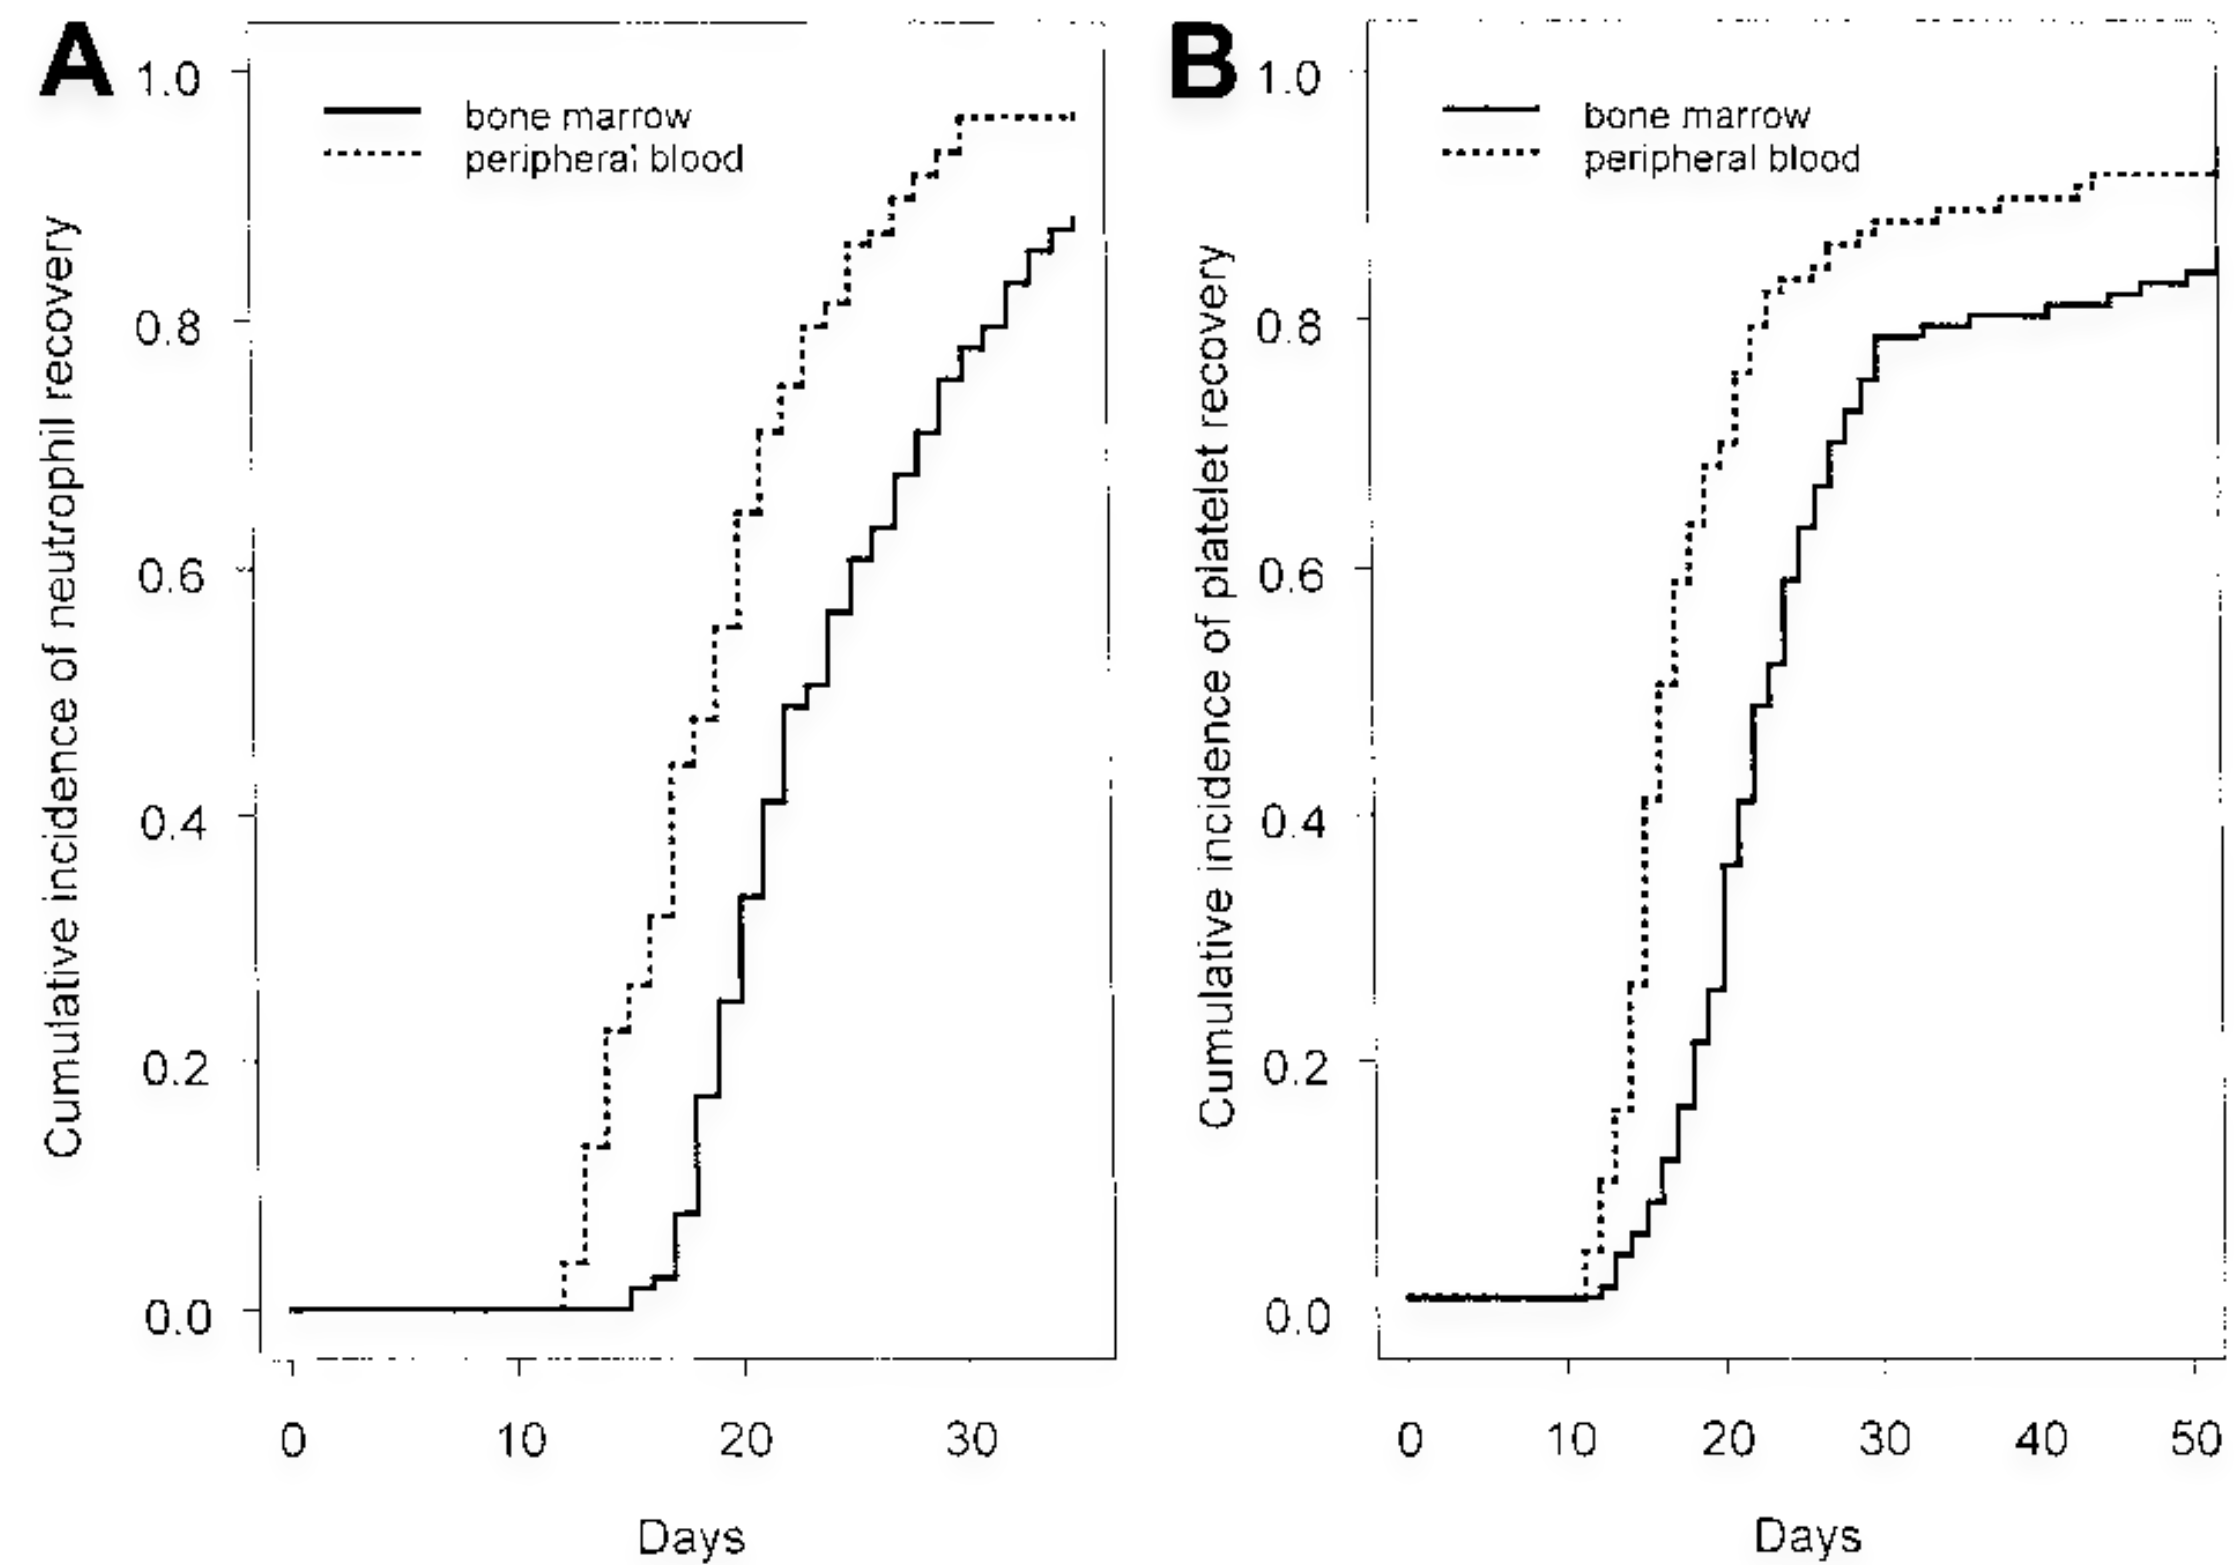 A
Cumulative incidence of neutrophil recovery
1.0
0.8
0.6
0.4
0.2
0.0
bone marrow
peripheral blood
0 10 20 30
Days
B
Cumulative incidence of platelet recovery
1.0
0.8
0.6
0.4
0.2
0.0
bone marrow
peripheral blood
0 10 20 30 40 50
Days